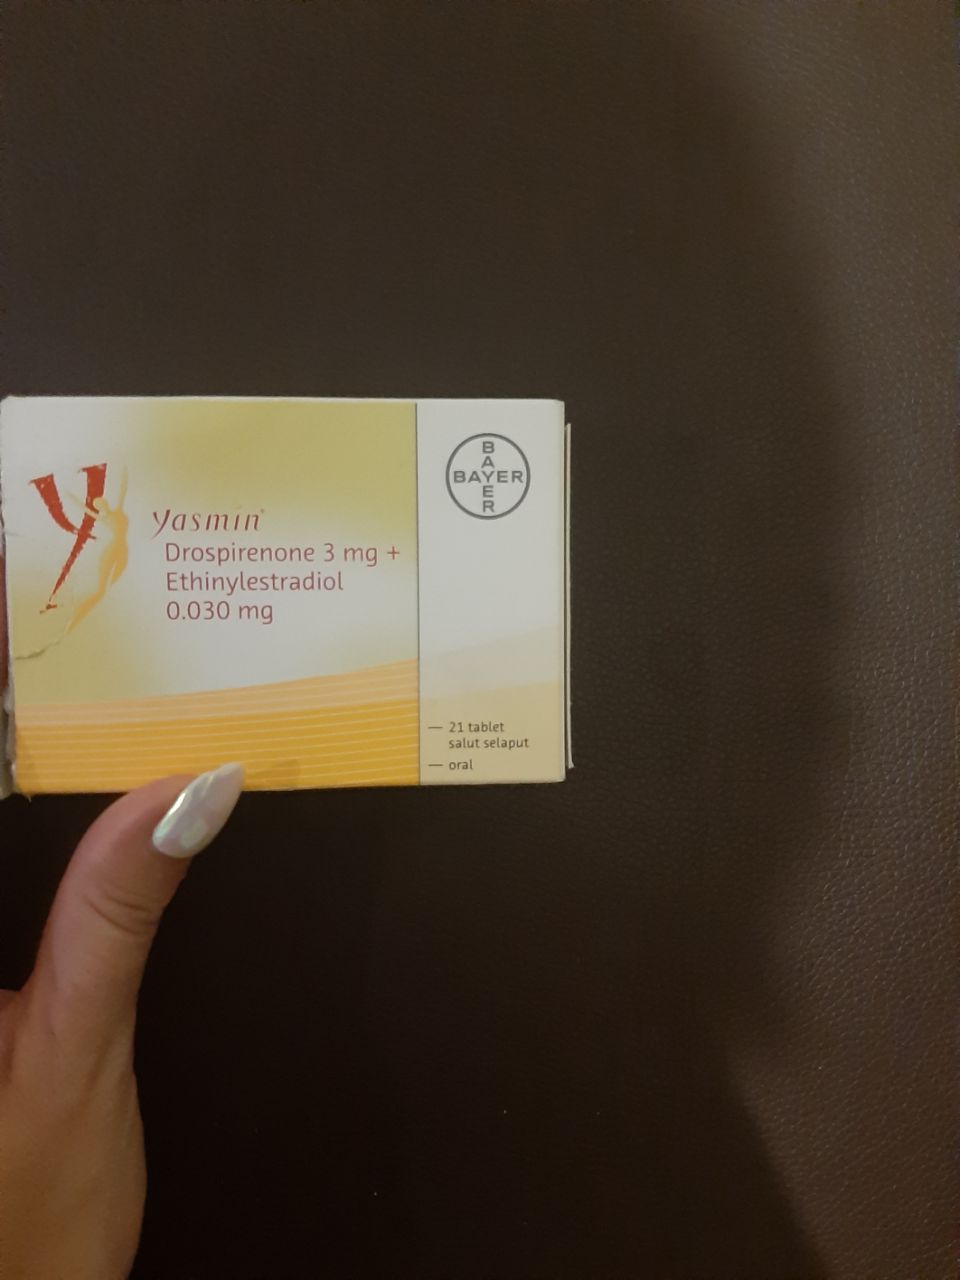 Y
Yasmin®
Drospirenone 3 mg +
Ethinylestradiol
0.030 mg
B
A
BAYER
E
R
— 21 tablet
salut selaput
— oral